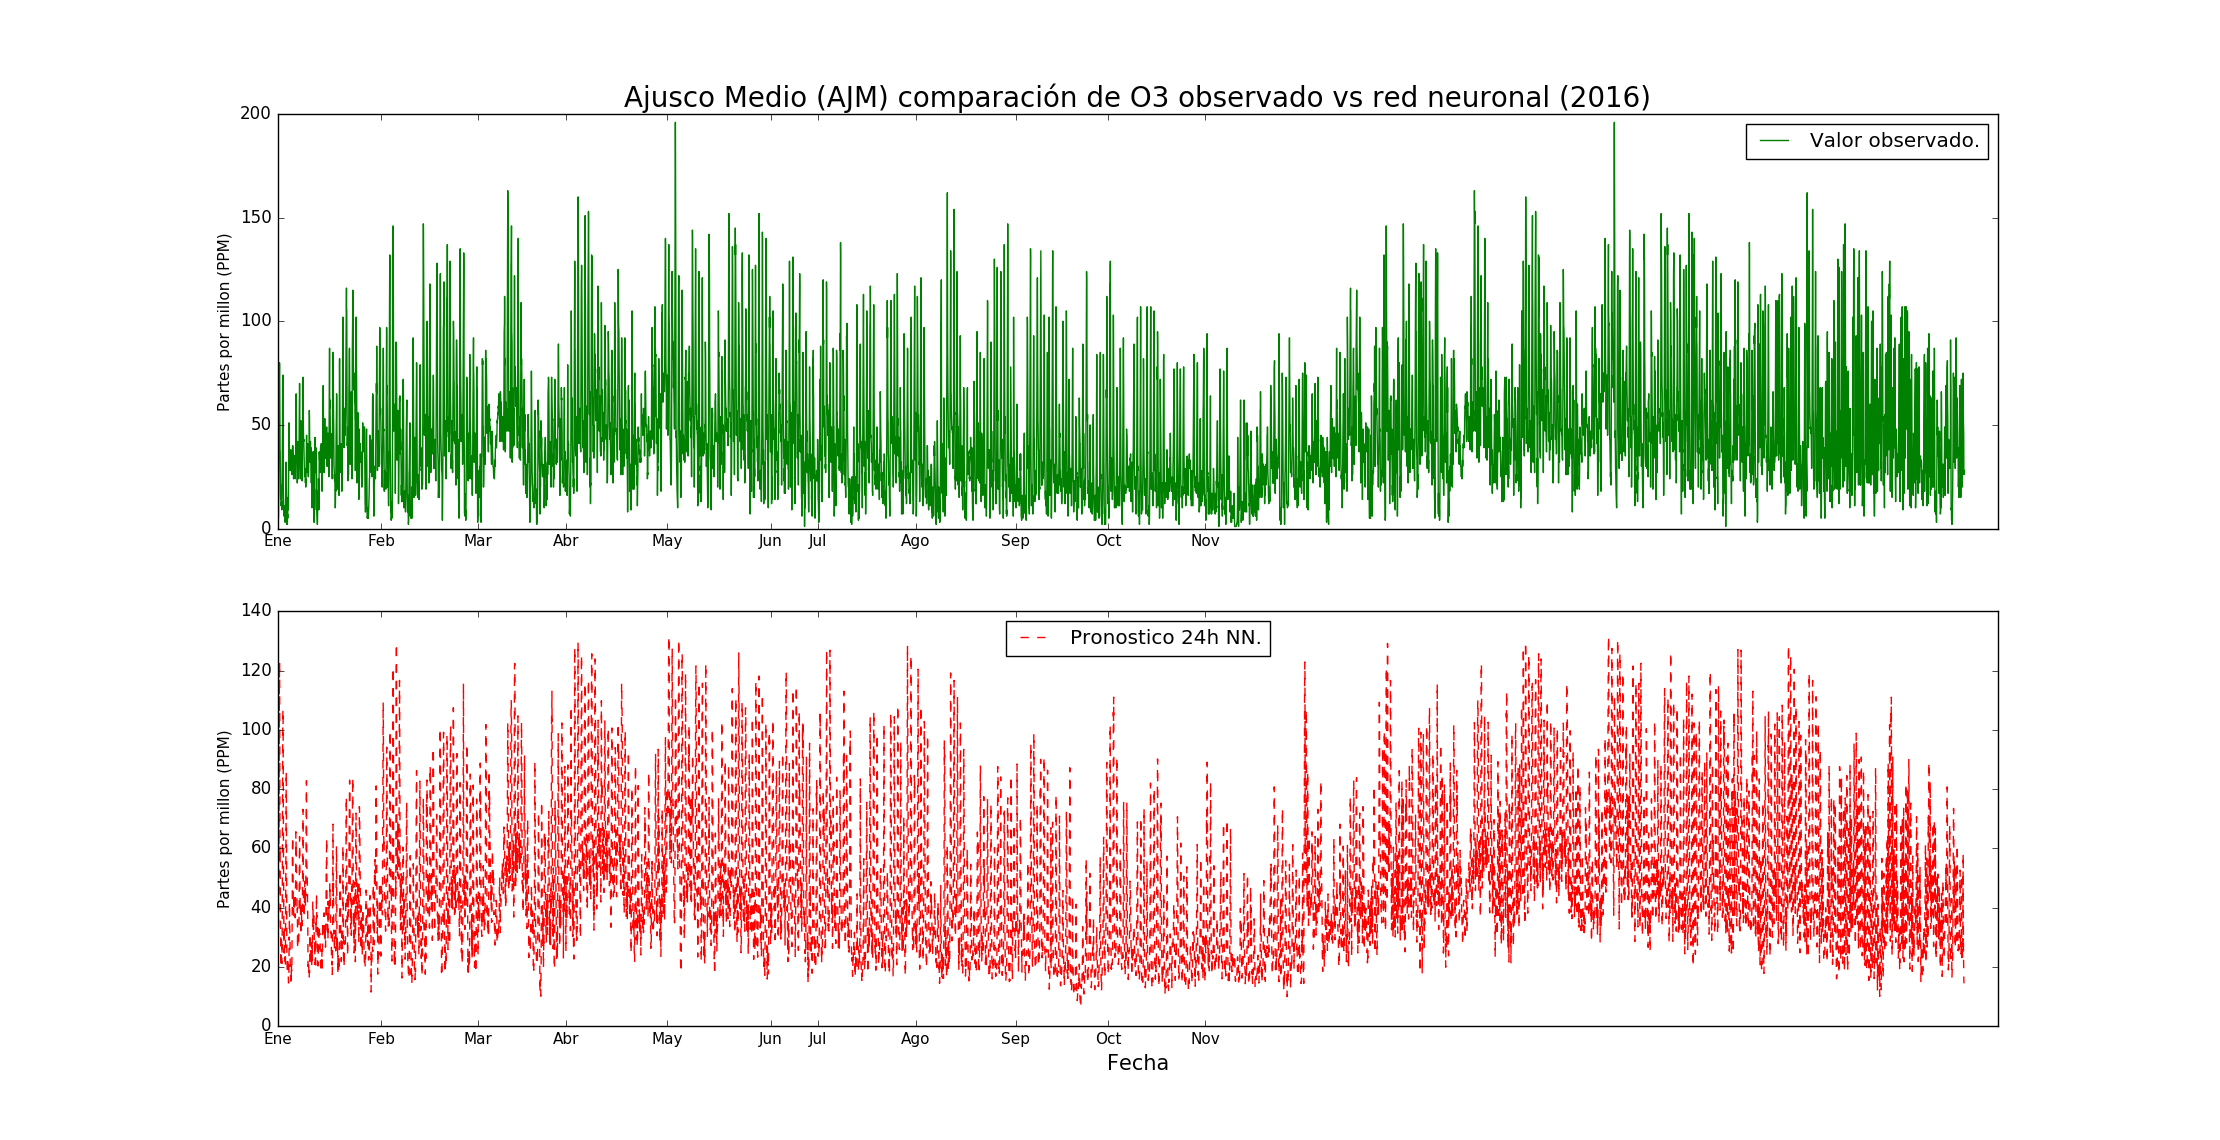 Ajusco Medio (AJM) comparación de O3 observado vs red neuronal (2016)
200
150
100
50
0
Partes por millon (PPM)
Valor observado.
Ene Feb Mar Abr May Jun Jul Ago Sep Oct Nov
140
120
100
80
60
40
20
0
Partes por millon (PPM)
Pronostico 24h NN.
Ene Feb Mar Abr May Jun Jul Ago Sep Oct Nov
Fecha